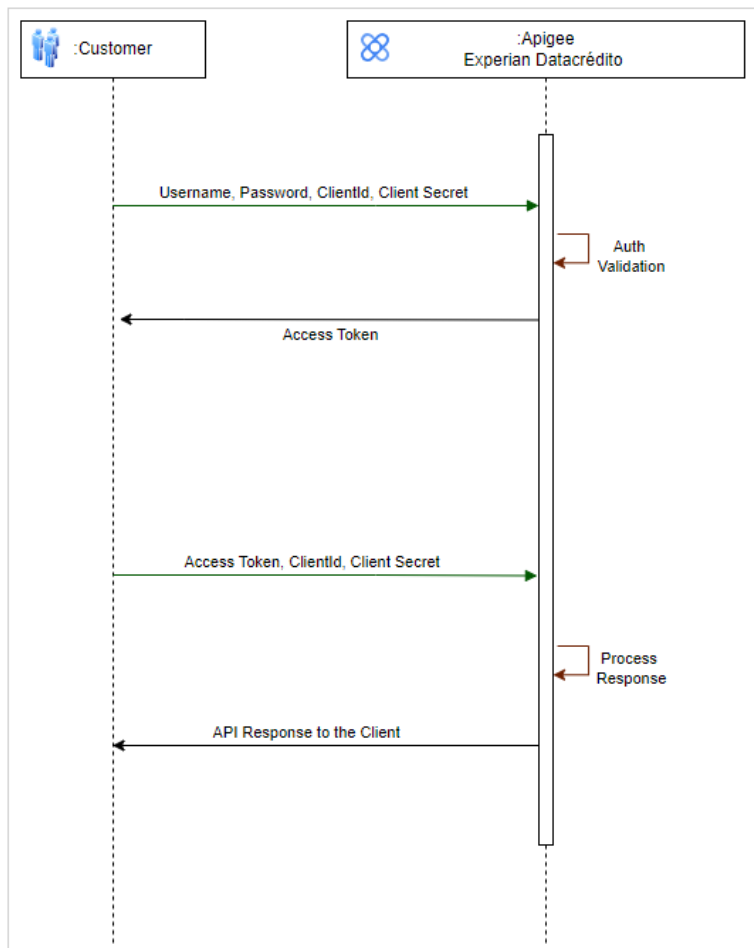 :Customer
:Apigee
Experian Datacrédito
Username, Password, ClientId, Client Secret
Auth
Validation
Access Token
Access Token, ClientId, Client Secret
Process
Response
API Response to the Client